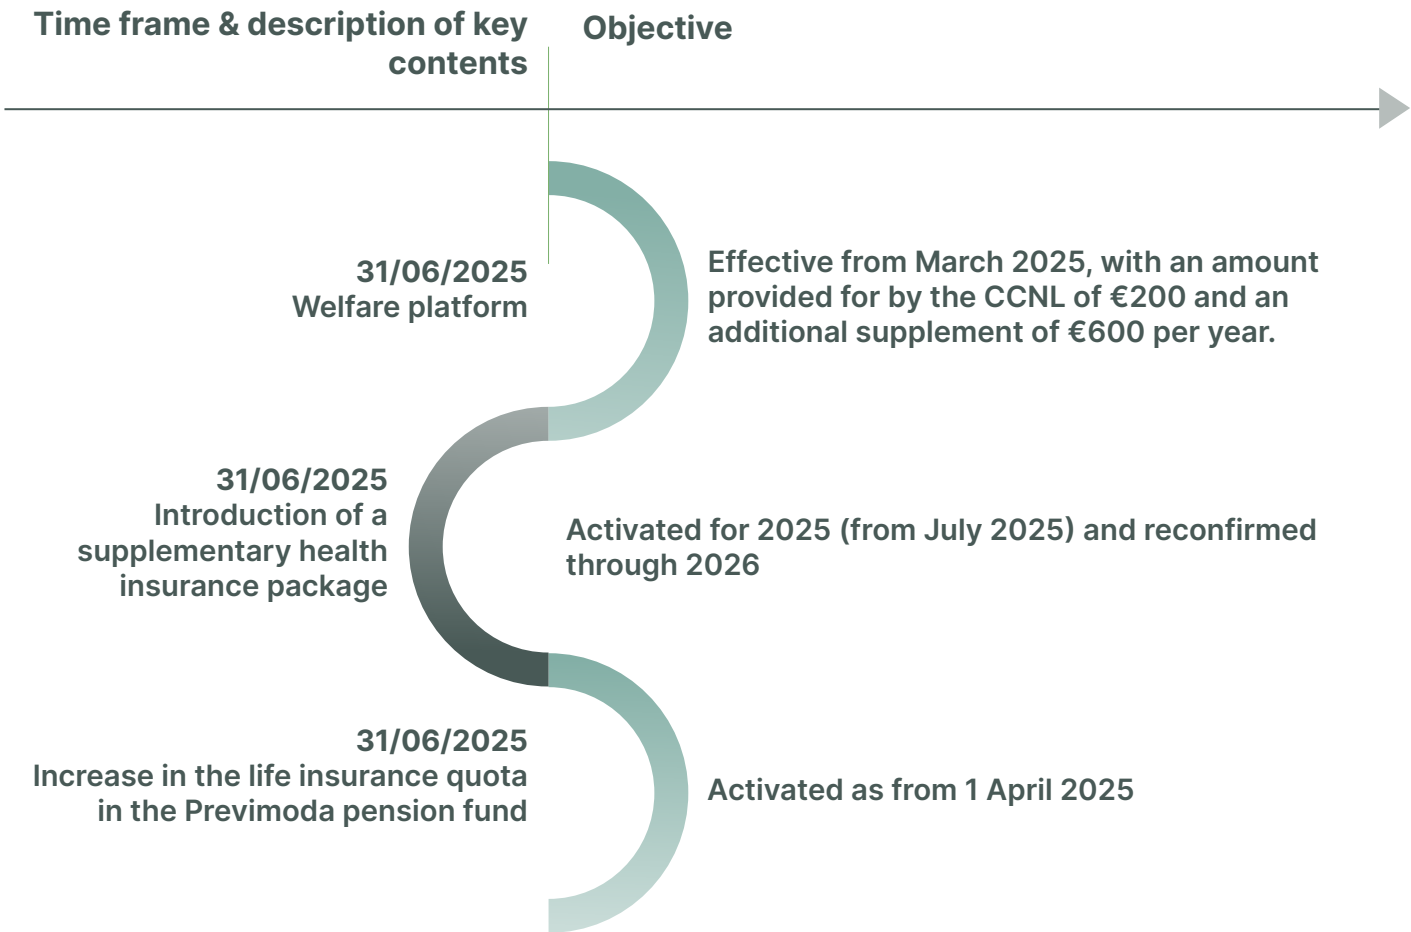 Time frame & description of key
contents
Objective
31/06/2025
Welfare platform
Effective from March 2025, with an amount
provided for by the CCNL of €200 and an
additional supplement of €600 per year.
31/06/2025
Introduction of a
supplementary health
insurance package
Activated for 2025 (from July 2025) and reconfirmed
through 2026
31/06/2025
Increase in the life insurance quota
in the Previmoda pension fund
Activated as from 1 April 2025